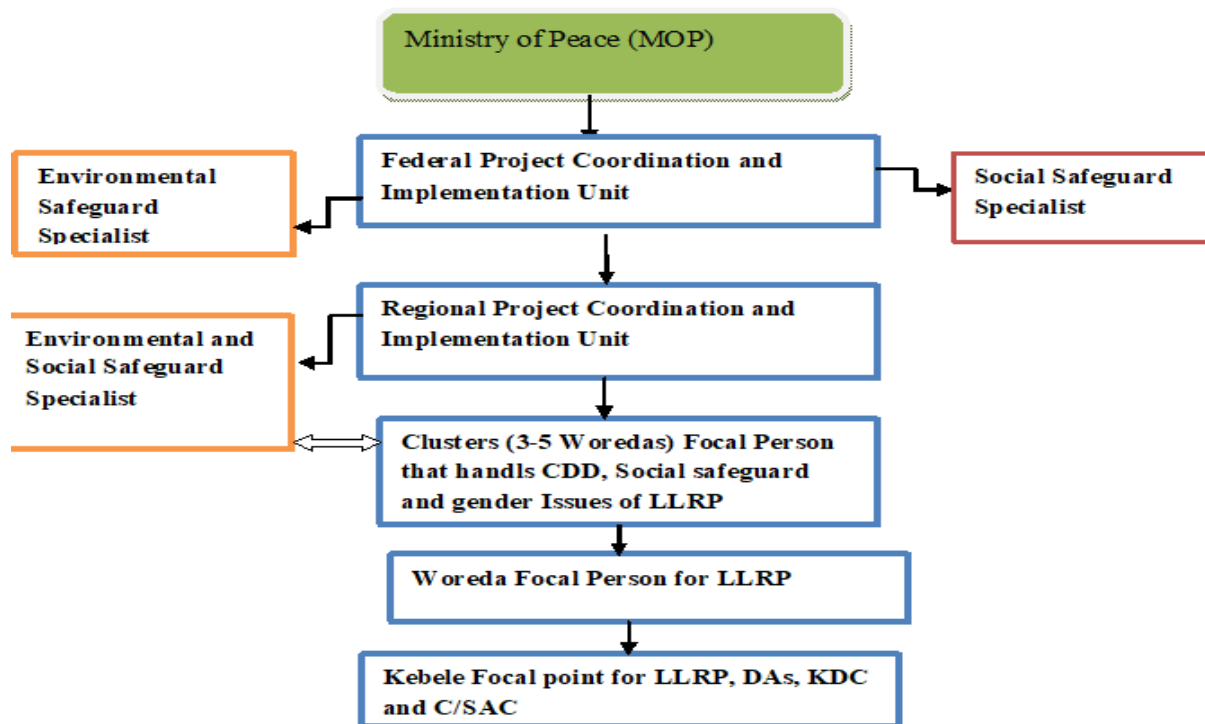 Ministry of Peace (MOP)
Federal Project Coordination and
Implementation Unit
Environmental
Safeguard
Specialist
Social Safeguard
Specialist
Regional Project Coordination and
Implementation Unit
Environmental and
Social Safeguard
Specialist
Clusters (3-5 Woredas) Focal Person
that handls CDD, Social safeguard
and gender Issues of LLRP
Woreda Focal Person for LLRP
Kebele Focal point for LLRP, DAs, KDC
and C/SAC